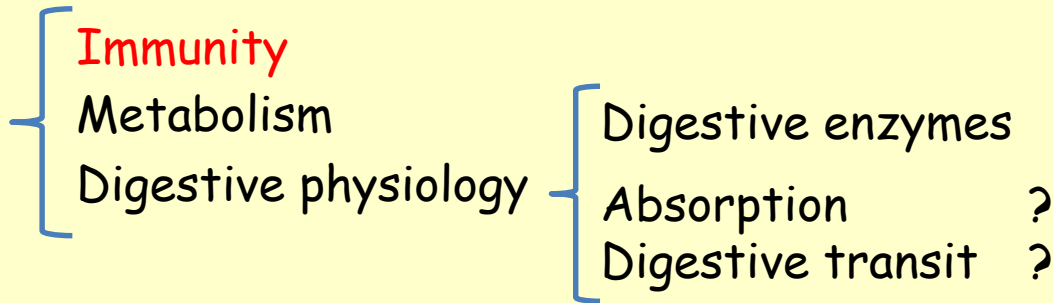 Immunity
Metabolism
Digestive physiology
Digestive enzymes
Absorption ?
Digestive transit ?